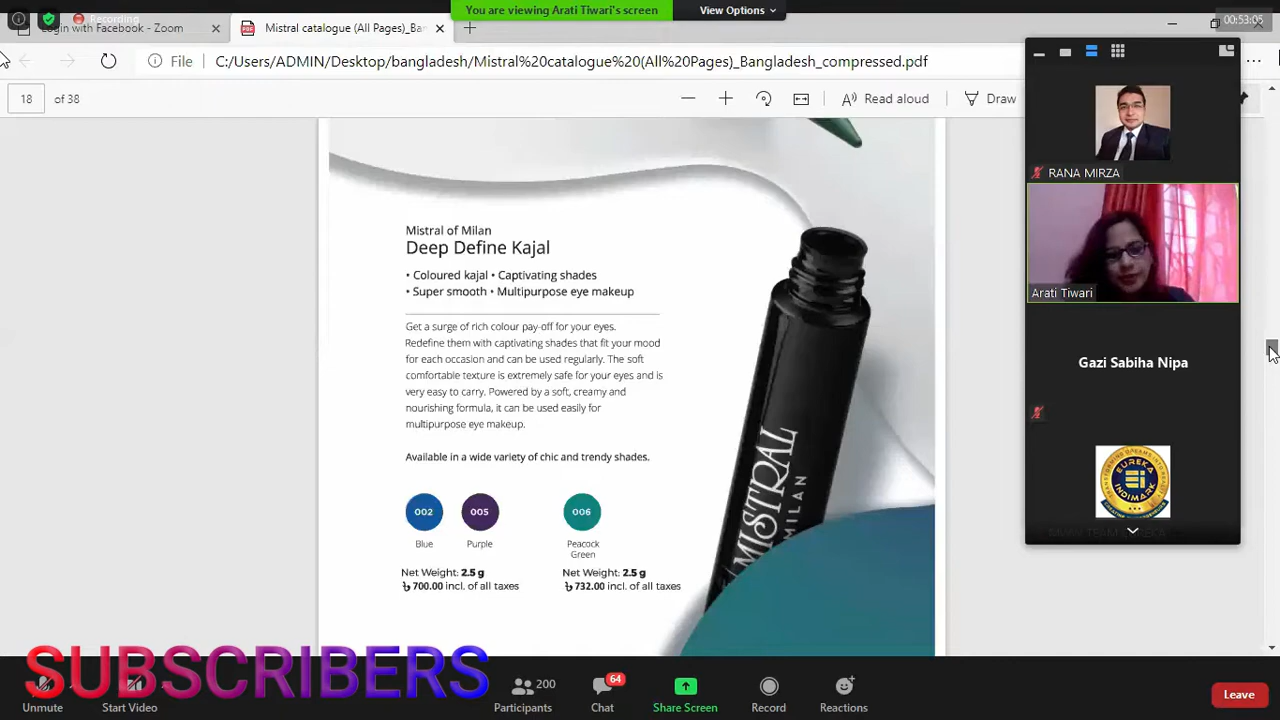 Recording
You are viewing Arati Tiwari's screen
View Options
00:53:05
Login with Facebook - Zoom
Mistral catalogue (All Pages)_Ba
File
C:/Users/ADMIN/Desktop/bangladesh/Mistral%20catalogue%20(All%20Pages)_Bangladesh_compressed.pdf
18 of 38
Read aloud
Draw
Mistral of Milan
Deep Define Kajal
• Coloured kajal • Captivating shades
• Super smooth • Multipurpose eye makeup
Get a surge of rich colour pay-off for your eyes.
Redefine them with captivating shades that fit your mood
for each occasion and can be used regularly. The soft
comfortable texture is extremely safe for your eyes and is
very easy to carry. Powered by a soft, creamy and
nourishing formula, it can be used easily for
multipurpose eye makeup.
Available in a wide variety of chic and trendy shades.
002 005 006
Blue Purple Peacock
Green
Net Weight: 2.5 g Net Weight: 2.5 g
৳ 700.00 incl. of all taxes ৳ 732.00 incl. of all taxes
MISTRAL
MILAN
RANA MIRZA
Arati Tiwari
Gazi Sabiha Nipa
EUREKA
INDIMARK
SUBSCRIBERS
Unmute
Start Video
200
Participants
64
Chat
Share Screen
Record
Reactions
Leave